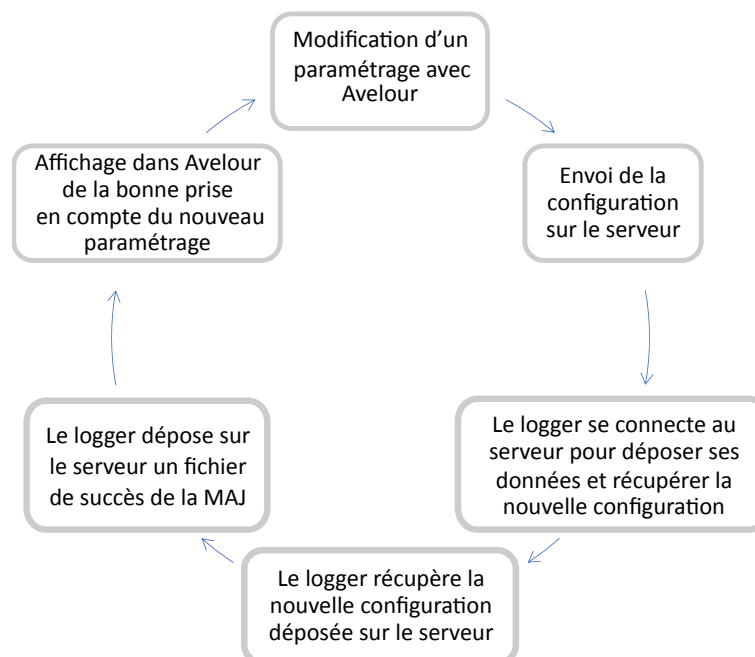 Modification d’un
paramétrage avec
Avelour
Envoi de la
configuration
sur le serveur
Le logger se connecte au
serveur pour déposer ses
données et récupérer la
nouvelle configuration
Le logger récupère la
nouvelle configuration
déposée sur le serveur
Le logger dépose sur
le serveur un fichier
de succès de la MAJ
Affichage dans Avelour
de la bonne prise
en compte du nouveau
paramétrage